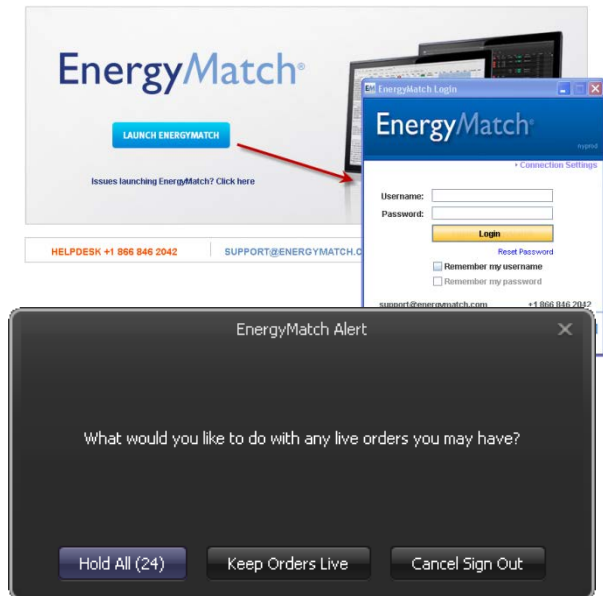 EnergyMatch®
LAUNCH ENERGYMATCH
Issues launching EnergyMatch? Click here
HELPDESK +1 866 846 2042
SUPPORT@ENERGYMATCH.C
EM EnergyMatch Login
EnergyMatch®
nyprod
• Connection Settings
Username:
Password:
Login
Reset Password
Remember my username
Remember my password
support@energymatch.com +1 866 846 2042
EnergyMatch Alert
What would you like to do with any live orders you may have?
Hold All (24) Keep Orders Live Cancel Sign Out